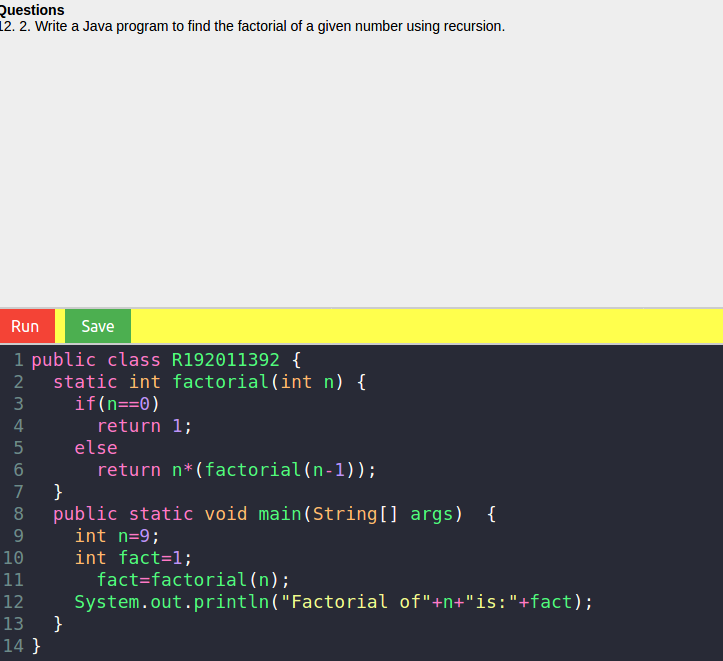 Questions
12. 2. Write a Java program to find the factorial of a given number using recursion.
Run Save
1 public class R192011392 {
2   static int factorial(int n) {
3     if(n==0)
4       return 1;
5     else
6       return n*(factorial(n-1));
7   }
8   public static void main(String[] args)  {
9     int n=9;
10     int fact=1;
11       fact=factorial(n);
12     System.out.println("Factorial of"+n+"is:"+fact);
13   }
14 }